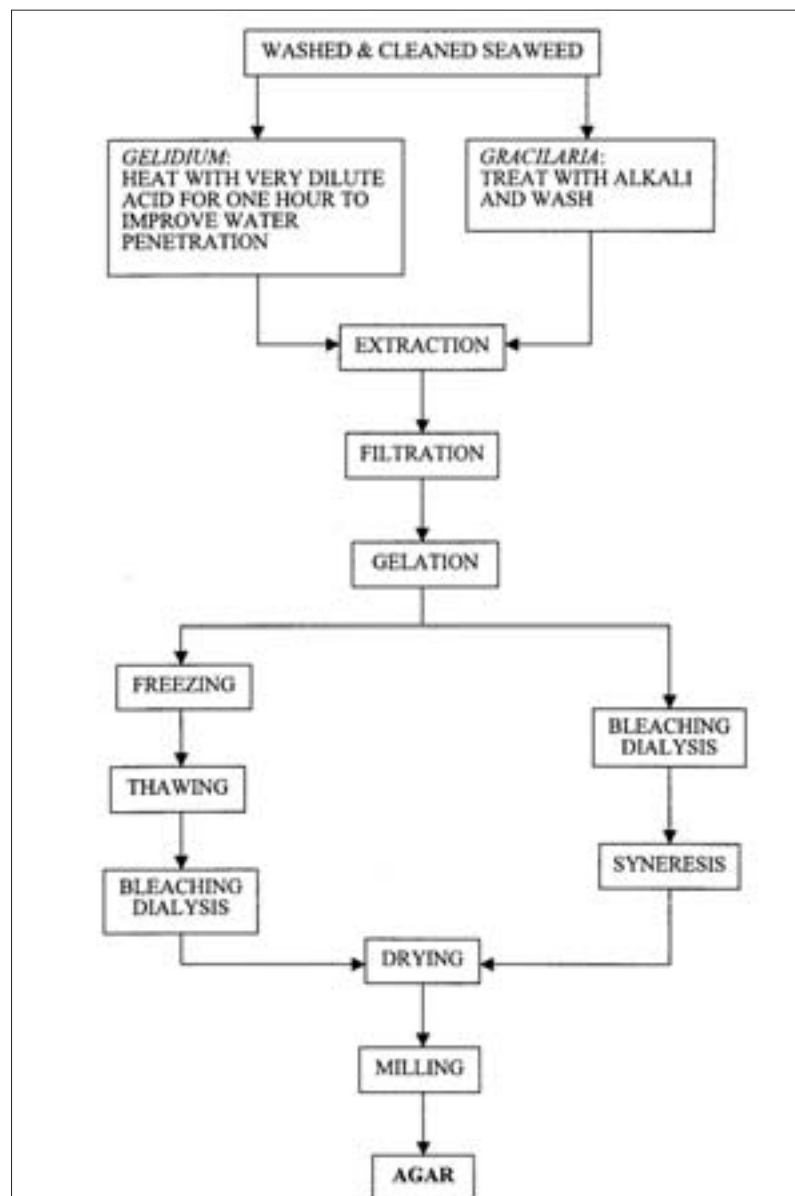 WASHED & CLEANED SEAWEED
GELIDIUM:
HEAT WITH VERY DILUTE
ACID FOR ONE HOUR TO
IMPROVE WATER
PENETRATION
GRACILARIA:
TREAT WITH ALKALI
AND WASH
EXTRACTION
FILTRATION
GELATION
FREEZING
THAWING
BLEACHING
DIALYSIS
BLEACHING
DIALYSIS
SYNERESIS
DRYING
MILLING
AGAR